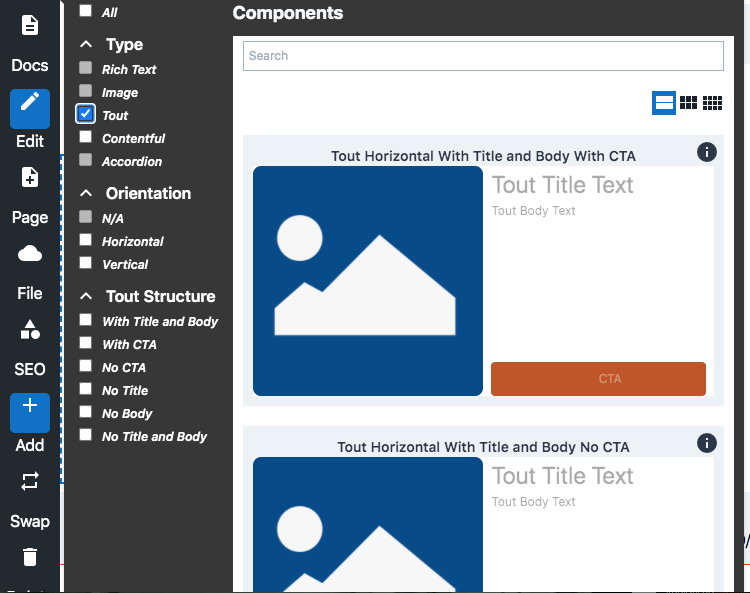 Docs
Edit
Page
File
SEO
Add
Swap
All
Type
Rich Text
Image
Tout
Contentful
Accordion
Orientation
N/A
Horizontal
Vertical
Tout Structure
With Title and Body
With CTA
No CTA
No Title
No Body
No Title and Body
Components
Search
Tout Horizontal With Title and Body With CTA
Tout Title Text
Tout Body Text
CTA
Tout Horizontal With Title and Body No CTA
Tout Title Text
Tout Body Text